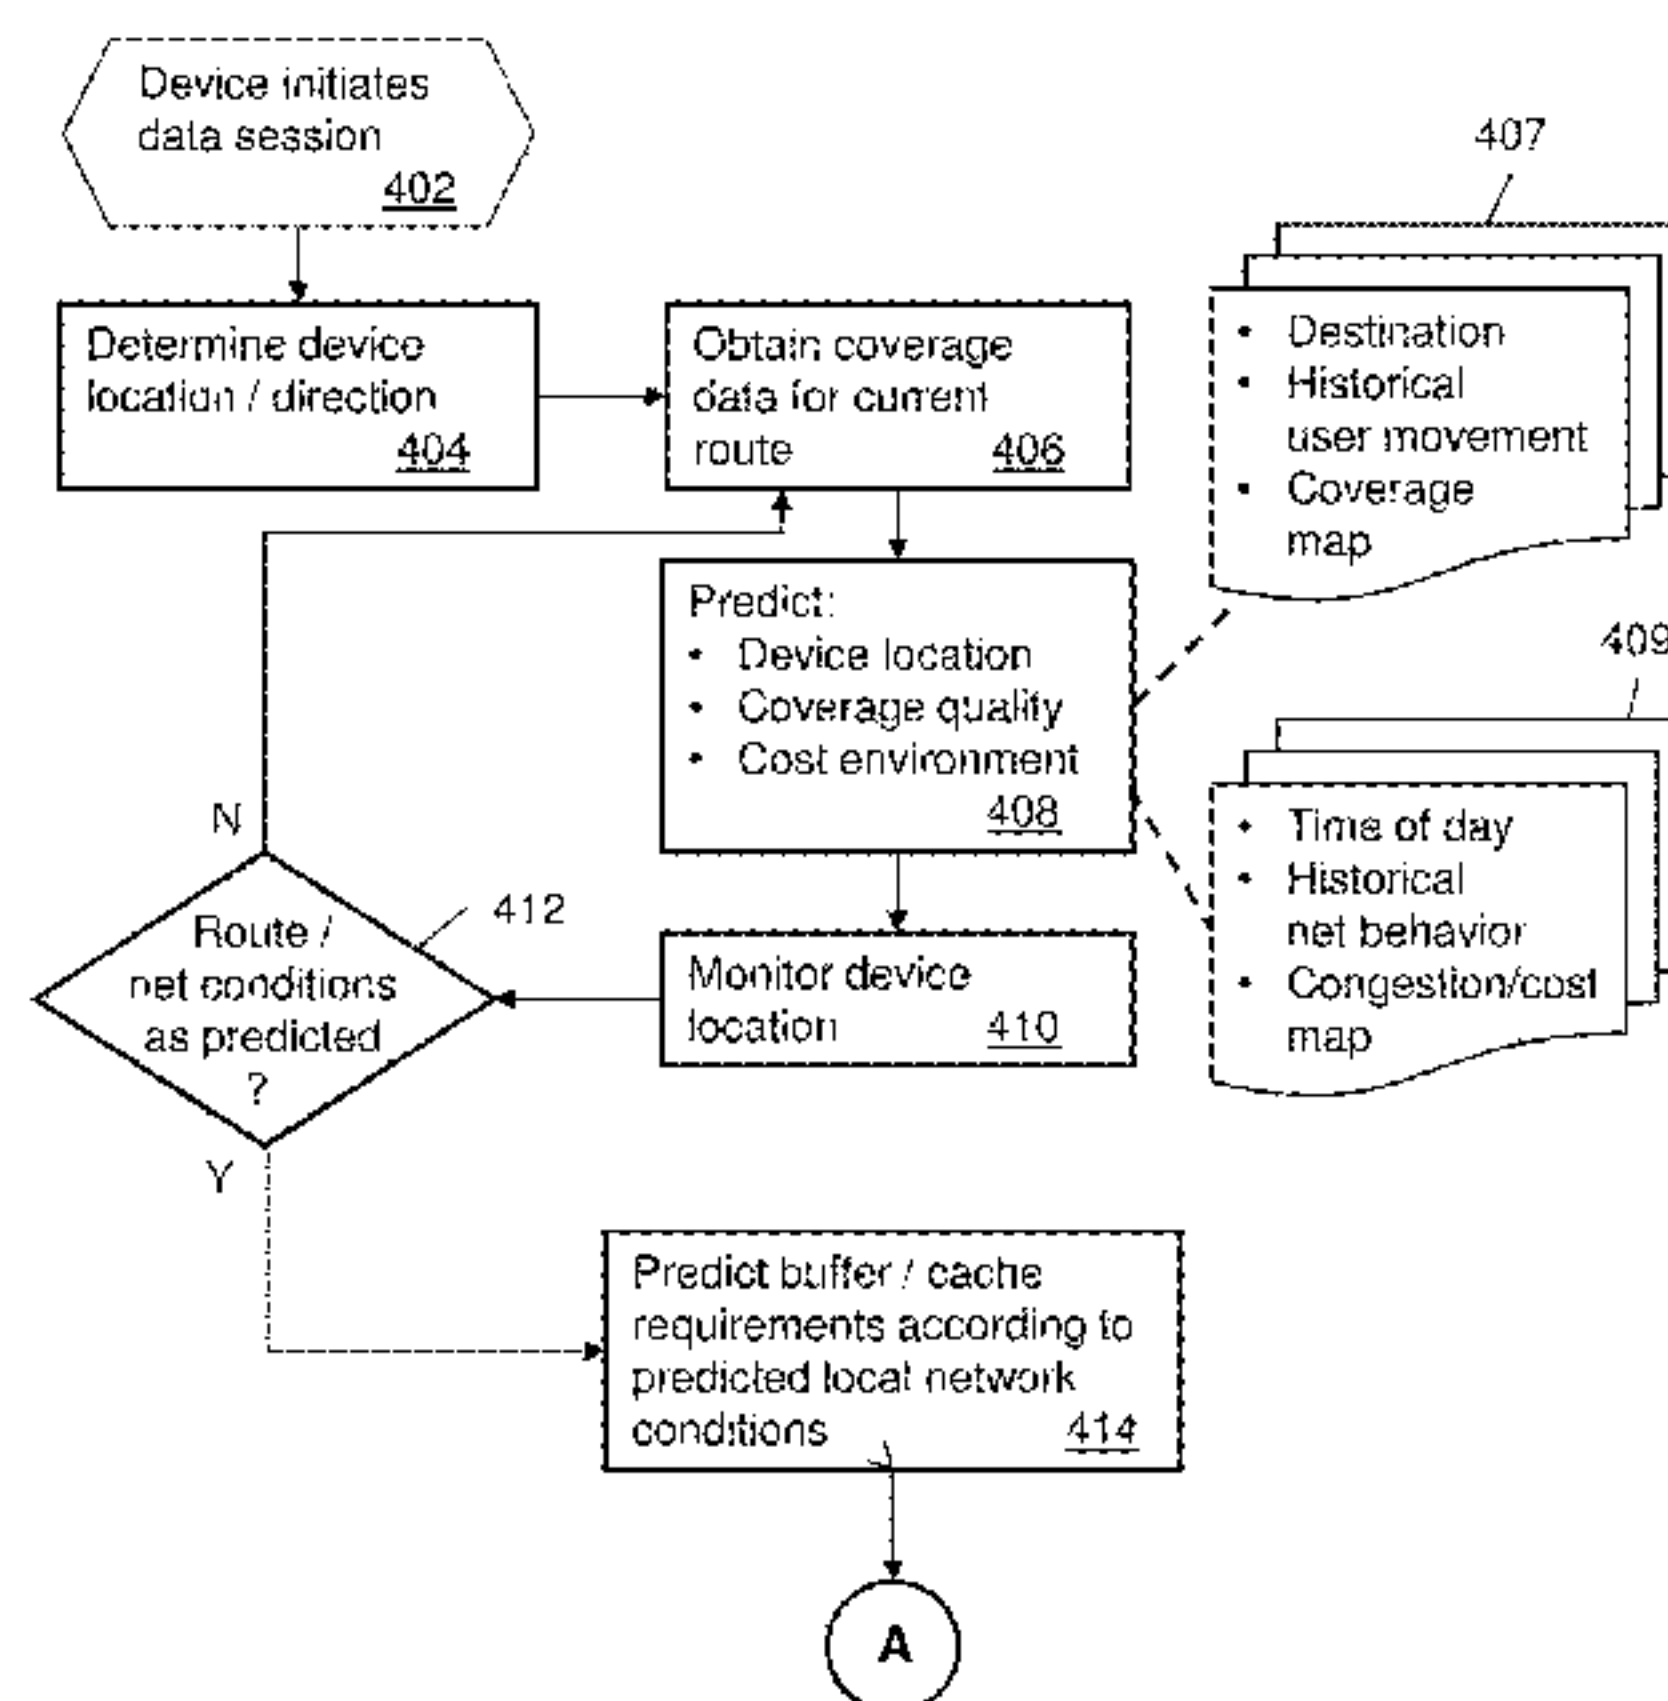 Device initiates
data session
402
Determine device
location / direction
404
Obtain coverage
data for current
route 406
407
• Destination
• Historical
user movement
• Coverage
map
Predict:
• Device location
• Coverage quality
• Cost environment
408
409
• Time of day
• Historical
net behavior
• Congestion/cost
map
Monitor device
location 410
N
412
Route /
net conditions
as predicted
?
Y
Predict buffer / cache
requirements according to
predicted local network
conditions 414
A